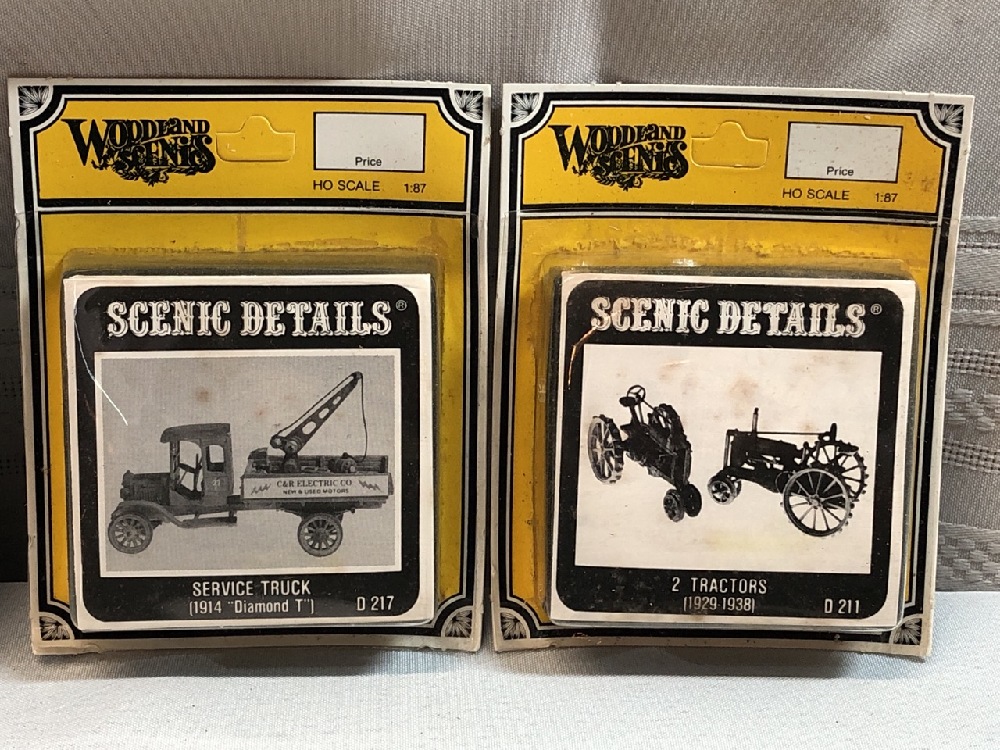 WOODLAND
SCENICS
Price
HO SCALE 1:87
SCENIC DETAILS®
41
C&R ELECTRIC CO.
NEW & USED MOTORS
SERVICE TRUCK
(1914 "Diamond T") D 217
WOODLAND
SCENICS
Price
HO SCALE 1:87
SCENIC DETAILS®
2 TRACTORS
(1929-1938) D 211